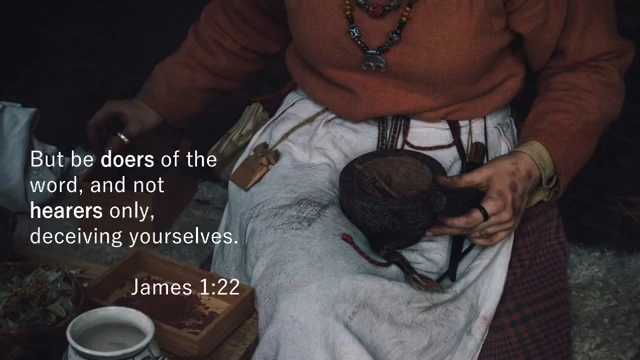 But be doers of the
word, and not
hearers only,
deceiving yourselves.
James 1:22